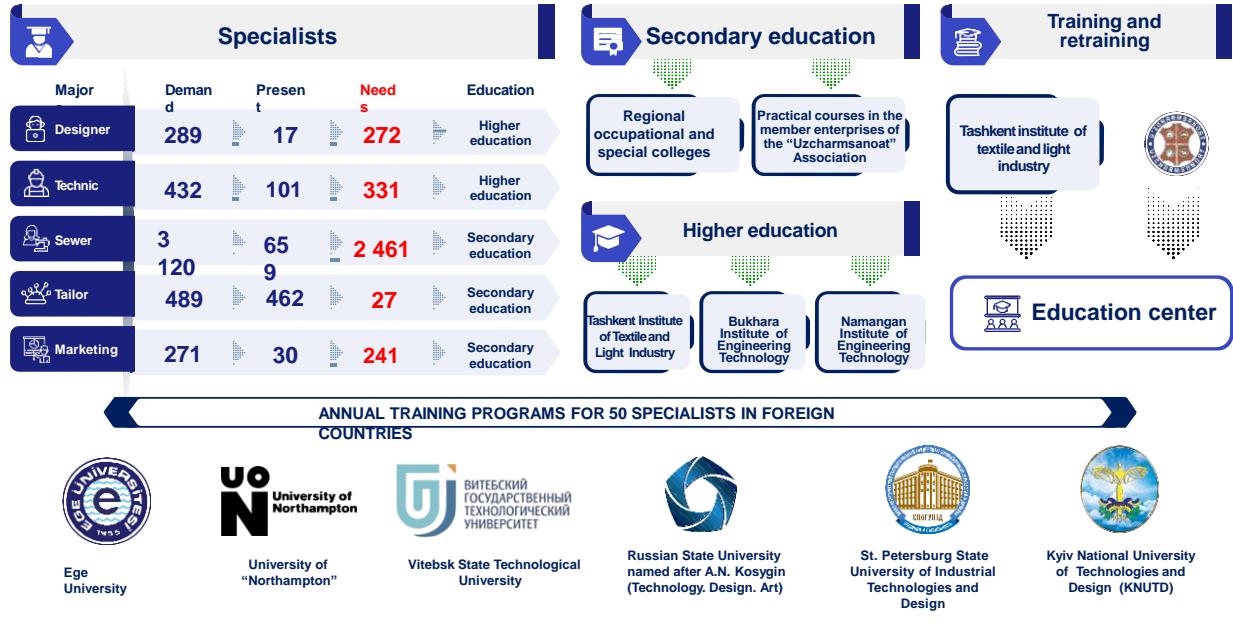 Specialists
Major
Deman
d
Presen
t
Need
s
Education
Designer
289
17
272
Higher
education
Technic
432
101
331
Higher
education
Sewer
3
120
65
9
2 461
Secondary
education
Tailor
489
462
27
Secondary
education
Marketing
271
30
241
Secondary
education
Secondary education
Regional
occupational and
special colleges
Practical courses in the
member enterprises of
the “Uzcharmsanoat”
Association
Higher education
Tashkent Institute
of Textile and
Light Industry
Bukhara
Institute of
Engineering
Technology
Namangan
Institute of
Engineering
Technology
Training and
retraining
Tashkent institute of
textile and light
industry
Education center
ANNUAL TRAINING PROGRAMS FOR 50 SPECIALISTS IN FOREIGN
COUNTRIES
EGE ÜNİVERSİTESİ
e
1955
Ege
University
UO
N
University of
Northampton
University of
“Northampton”
ВИТЕБСКИЙ
ГОСУДАРСТВЕННЫЙ
ТЕХНОЛОГИЧЕСКИЙ
УНИВЕРСИТЕТ
Vitebsk State Technological
University
Russian State University
named after A.N. Kosygin
(Technology. Design. Art)
St. Petersburg State
University of Industrial
Technologies and
Design
1930
Kyiv National University
of Technologies and
Design (KNUTD)